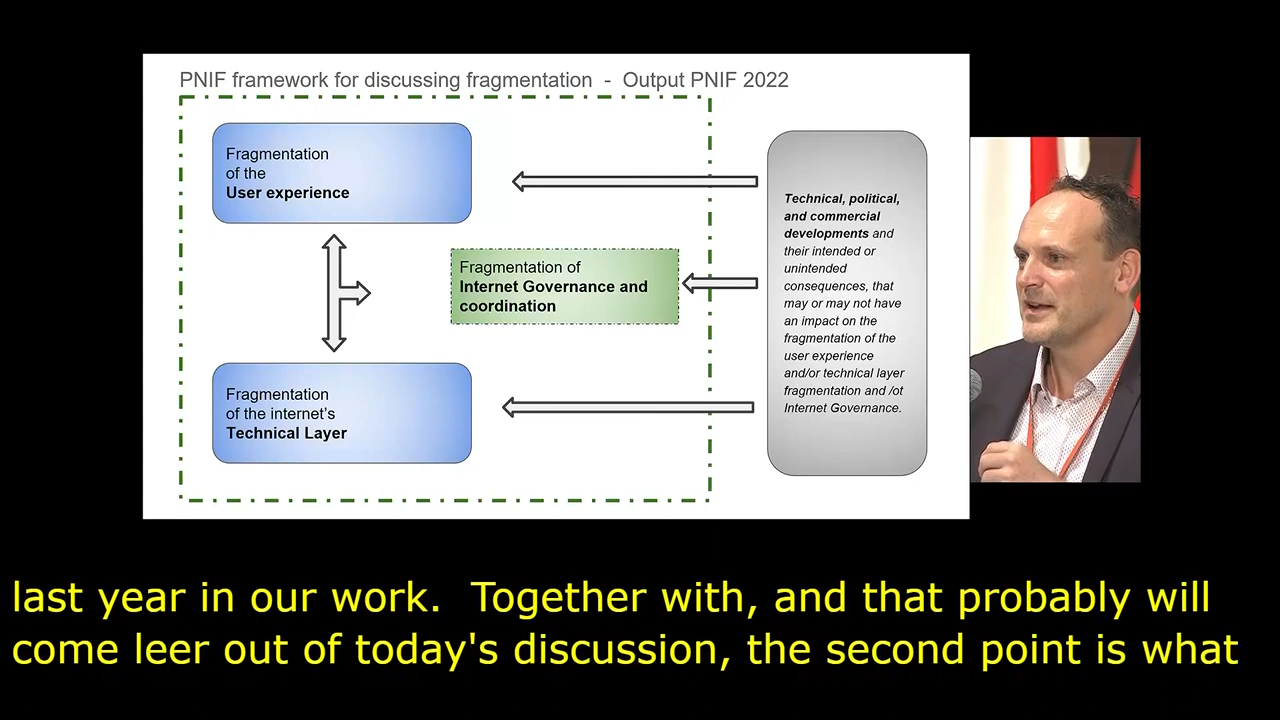 PNIF framework for discussing fragmentation - Output PNIF 2022
Fragmentation
of the
User experience
Fragmentation of
Internet Governance and
coordination
Fragmentation
of the internet's
Technical Layer
Technical, political,
and commercial
developments and
their intended or
unintended
consequences, that
may or may not have
an impact on the
fragmentation of the
user experience
and/or technical layer
fragmentation and /ot
Internet Governance.
last year in our work.  Together with, and that probably will
come leer out of today's discussion, the second point is what